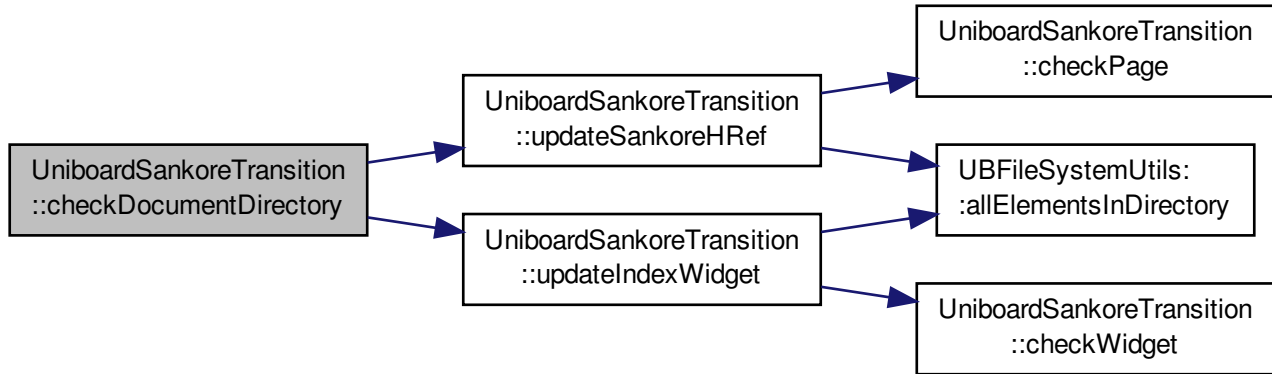 UniboardSankoreTransition
::checkDocumentDirectory
UniboardSankoreTransition
::updateSankoreHRef
UniboardSankoreTransition
::updateIndexWidget
UniboardSankoreTransition
::checkPage
UBFileSystemUtils:
:allElementsInDirectory
UniboardSankoreTransition
::checkWidget